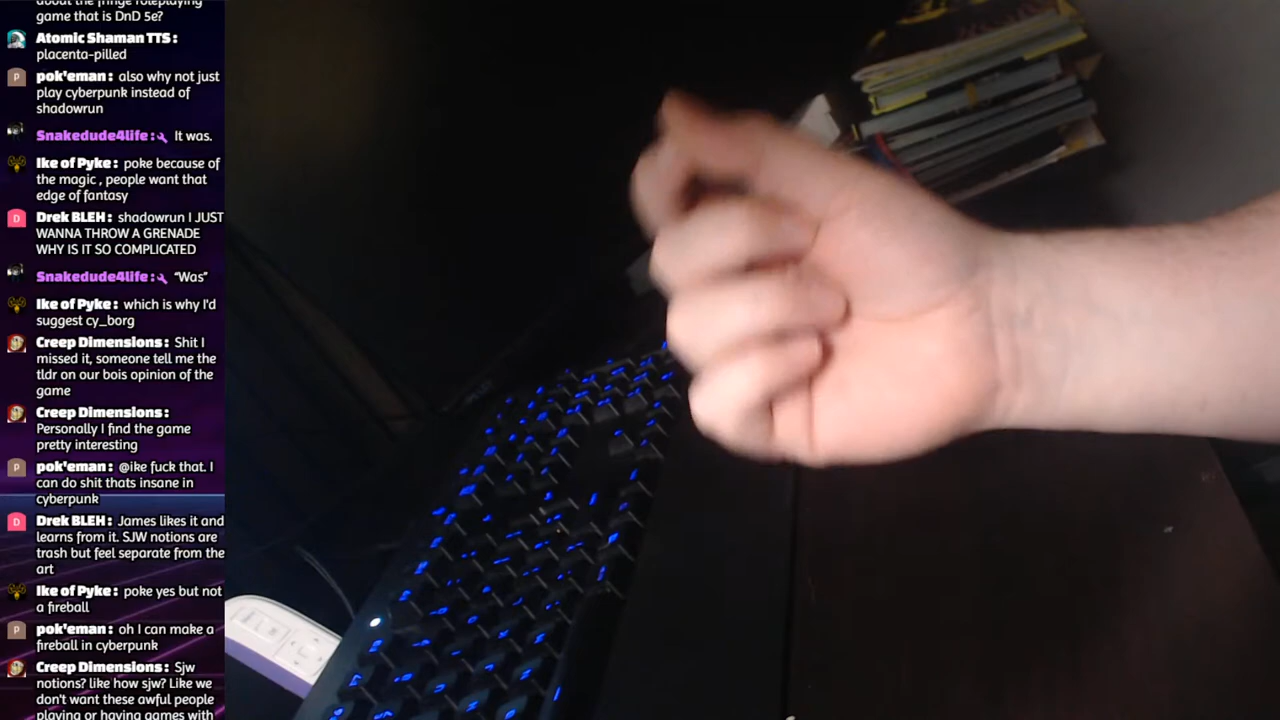 about the fringe roleplaying
game that is DnD 5e?
Atomic Shaman TTS :
placenta-pilled
pok'eman : also why not just
play cyberpunk instead of
shadowrun
Snakedude4life : It was.
Ike of Pyke : poke because of
the magic , people want that
edge of fantasy
Drek BLEH : shadowrun I JUST
WANNA THROW A GRENADE
WHY IS IT SO COMPLICATED
Snakedude4life : “Was”
Ike of Pyke : which is why I'd
suggest cy_borg
Creep Dimensions : Shit I
missed it, someone tell me the
tldr on our bois opinion of the
game
Creep Dimensions :
Personally I find the game
pretty interesting
pok'eman : @ike fuck that. I
can do shit thats insane in
cyberpunk
Drek BLEH : James likes it and
learns from it. SJW notions are
trash but feel separate from the
art
Ike of Pyke : poke yes but not
a fireball
pok'eman : oh I can make a
fireball in cyberpunk
Creep Dimensions : Sjw
notions? like how sjw? Like we
don't want these awful people
playing or having games with